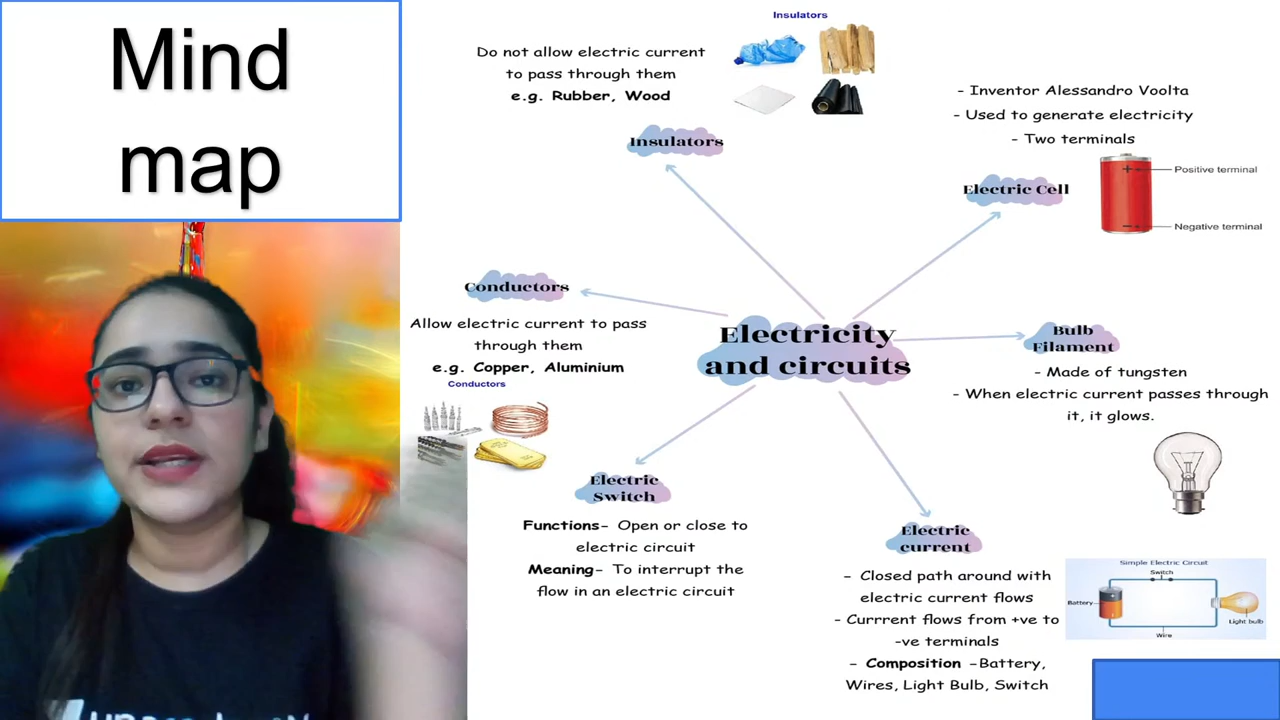 Mind
map
Insulators
Do not allow electric current
to pass through them
e.g. Rubber, Wood
Insulators
- Inventor Alessandro Voolta
- Used to generate electricity
- Two terminals
Electric Cell
+
Positive terminal
-
Negative terminal
Conductors
Allow electric current to pass
through them
e.g. Copper, Aluminium
Conductors
Electricity
and circuits
Bulb
Filament
- Made of tungsten
- When electric current passes through
it, it glows.
Electric
Switch
Functions- Open or close to
electric circuit
Meaning- To interrupt the
flow in an electric circuit
Electric
current
- Closed path around with
electric current flows
- Currrent flows from +ve to
-ve terminals
- Composition -Battery,
Wires, Light Bulb, Switch
Simple Electric Circuit
Switch
Battery
Light bulb
Wire